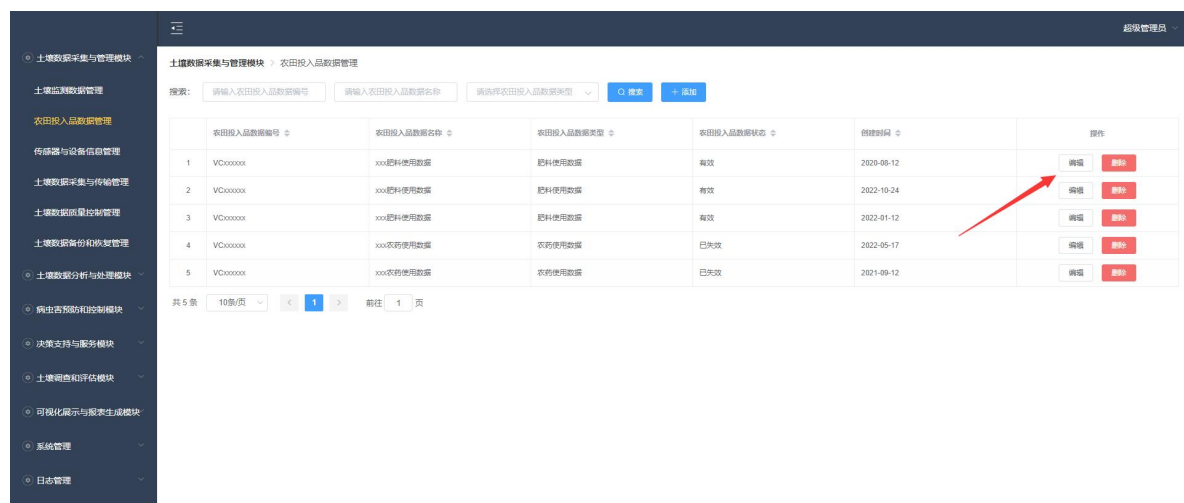 超级管理员
土壤数据采集与管理模块
土壤监测数据管理
农田投入品数据管理
传感器与设备信息管理
土壤数据采集与传输管理
土壤数据质量控制管理
土壤数据备份和恢复管理
土壤数据分析与处理模块
病虫害预防和控制模块
决策支持与服务模块
土壤调查和评估模块
可视化展示与报表生成模块
系统管理
日志管理
土壤数据采集与管理模块 > 农田投入品数据管理
搜索: 请输入农田投入品数据编号 请输入农田投入品数据名称 请选择农田投入品数据类型 搜索 + 添加
农田投入品数据编号 农田投入品数据名称 农田投入品数据类型 农田投入品数据状态 创建时间 操作
1 VCxxxxxx xxx肥料使用数据 肥料使用数据 有效 2020-08-12 编辑 删除
2 VCxxxxxx xxx肥料使用数据 肥料使用数据 有效 2022-10-24 编辑 删除
3 VCxxxxxx xxx肥料使用数据 肥料使用数据 有效 2022-01-12 编辑 删除
4 VCxxxxxx xxx农药使用数据 农药使用数据 已失效 2022-05-17 编辑 删除
5 VCxxxxxx xxx农药使用数据 农药使用数据 已失效 2021-09-12 编辑 删除
共 5 条 10条/页 < 1 > 前往 1 页